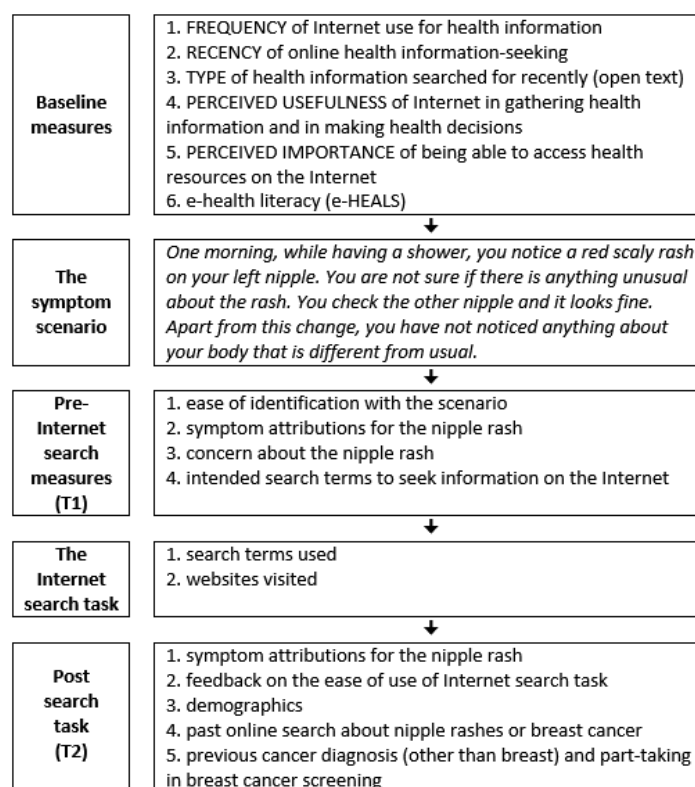 Baseline
measures
1. FREQUENCY of Internet use for health information
2. RECENCY of online health information-seeking
3. TYPE of health information searched for recently (open text)
4. PERCEIVED USEFULNESS of Internet in gathering health
information and in making health decisions
5. PERCEIVED IMPORTANCE of being able to access health
resources on the Internet
6. e-health literacy (e-HEALS)
The
symptom
scenario
One morning, while having a shower, you notice a red scaly rash
on your left nipple. You are not sure if there is anything unusual
about the rash. You check the other nipple and it looks fine.
Apart from this change, you have not noticed anything about
your body that is different from usual.
Pre-
Internet
search
measures
(T1)
1. ease of identification with the scenario
2. symptom attributions for the nipple rash
3. concern about the nipple rash
4. intended search terms to seek information on the Internet
The
Internet
search task
1. search terms used
2. websites visited
Post
search
task
(T2)
1. symptom attributions for the nipple rash
2. feedback on the ease of use of Internet search task
3. demographics
4. past online search about nipple rashes or breast cancer
5. previous cancer diagnosis (other than breast) and part-taking
in breast cancer screening